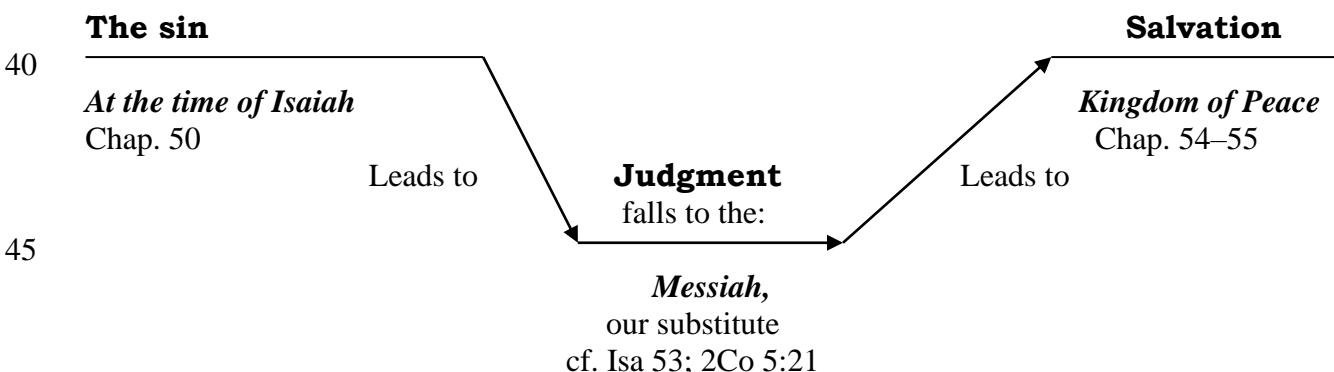 The sin Salvation
40
At the time of Isaiah Kingdom of Peace
Chap. 50 Chap. 54–55
Leads to Judgment Leads to
falls to the:
45
Messiah,
our substitute
cf. Isa 53; 2Co 5:21